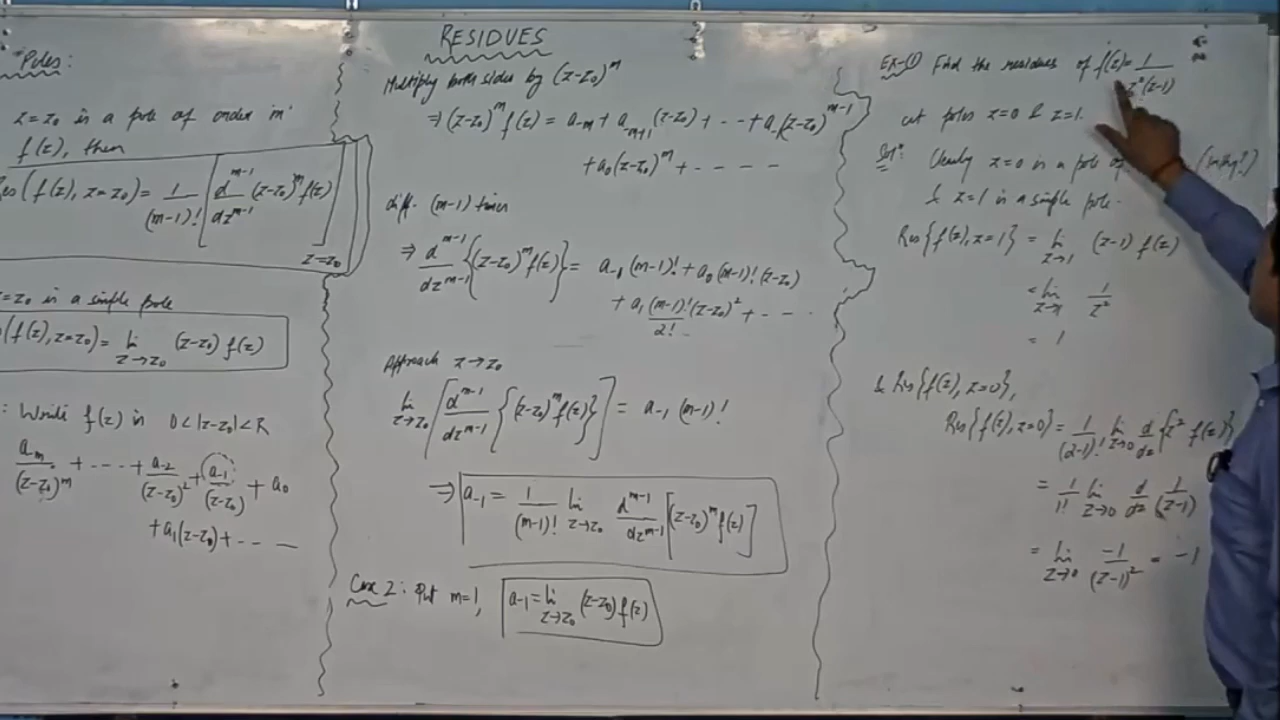 Poles:
z=z₀ is a pole of order 'm'
f(z), then
Res(f(z), z=z₀) = 1/(m-1)! [d^(m-1)/dz^(m-1) (z-z₀)^m f(z)] z=z₀
z=z₀ is a simple pole
(f(z), z=z₀) = lim z→z₀ (z-z₀) f(z)
: Write f(z) in 0<|z-z₀|<R
a₋m/(z-z₀)^m + ---- + a₋₂/(z-z₀)² + a₋₁/(z-z₀) + a₀
+ a₁(z-z₀) + -- —
RESIDUES
Multiply both sides by (z-z₀)^m
⇒ (z-z₀)^m f(z) = a₋m + a₋m+1 (z-z₀) + -- + a₋₁(z-z₀)^(m-1)
+ a₀(z-z₀)^m + - - - -
diff. (m-1) times
⇒ d^(m-1)/dz^(m-1) {(z-z₀)^m f(z)} = a₋₁ (m-1)! + a₀ (m-1)! (z-z₀)
+ a₁ (m-1)!/2! (z-z₀)² + -- - .
Approach z→z₀
lim z→z₀ [d^(m-1)/dz^(m-1) {(z-z₀)^m f(z)}] = a₋₁ (m-1)!
⇒ a₋₁ = 1/(m-1)! lim z→z₀ d^(m-1)/dz^(m-1) [(z-z₀)^m f(z)]
Case 2: Put m=1, a₋₁ = lim z→z₀ (z-z₀) f(z)
Ex-(1) Find the residues of f(z) = 1/z²(z-1)
at poles z=0 & z=1.
Solⁿ: Clearly z=0 is a pole of (why?)
& z=1 is a simple pole.
Res{f(z), z=1} = lim z→1 (z-1) f(z)
= lim z→1 1/z²
= 1
& Res{f(z), z=0},
Res{f(z), z=0} = 1/(2-1)! lim z→0 d/dz {z² f(z)}
= 1/1! lim z→0 d/dz (1/(z-1))
= lim z→0 -1/(z-1)² = -1